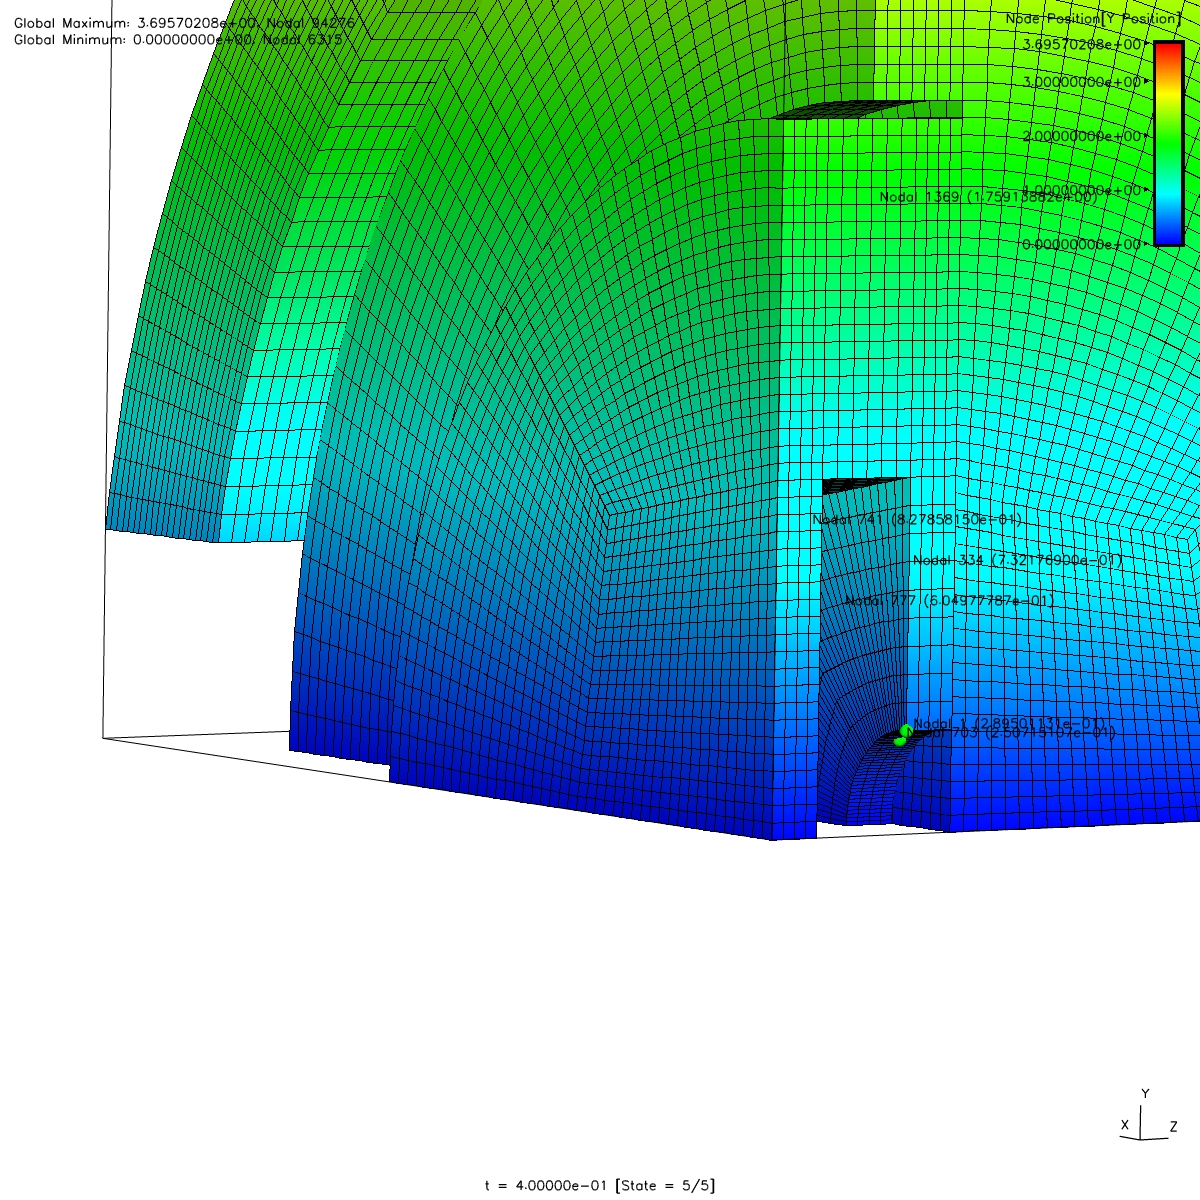 Global Maximum: 3.69570208e+00, Nodal 94276
Global Minimum: 0.00000000e+00, Nodal 6315
Node Position[Y Position]
3.69570208e+00
3.00000000e+00
2.00000000e+00
1.00000000e+00
Nodal 1369 (1.75913882e+00)
0.00000000e+00
Nodal 741 (8.27858150e-01)
Nodal 334 (7.32176900e-01)
Nodal 777 (6.04977787e-01)
Nodal 1 (2.89501131e-01)
Nodal 703 (2.50715107e-01)
Y
X
Z
t = 4.00000e-01 [State = 5/5]